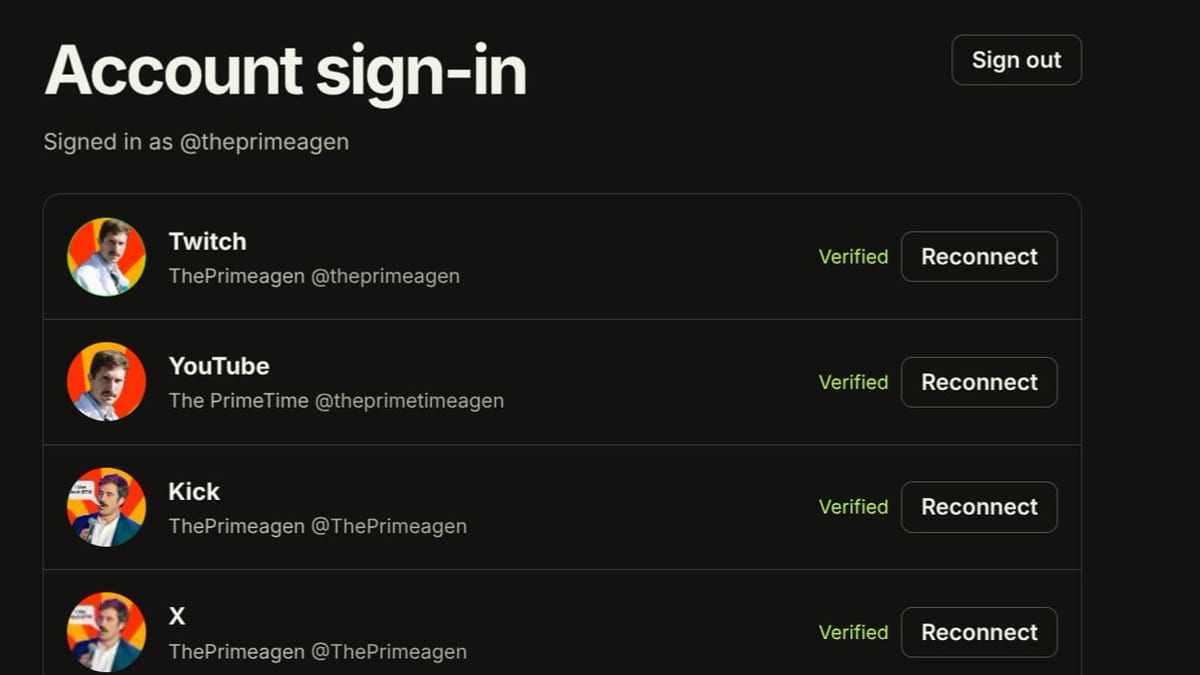 Account sign-in
Sign out
Signed in as @theprimeagen
Twitch
ThePrimeagen @theprimeagen
Verified
Reconnect
YouTube
The PrimeTime @theprimetimeagen
Verified
Reconnect
Kick
ThePrimeagen @ThePrimeagen
Verified
Reconnect
X
ThePrimeagen @ThePrimeagen
Verified
Reconnect